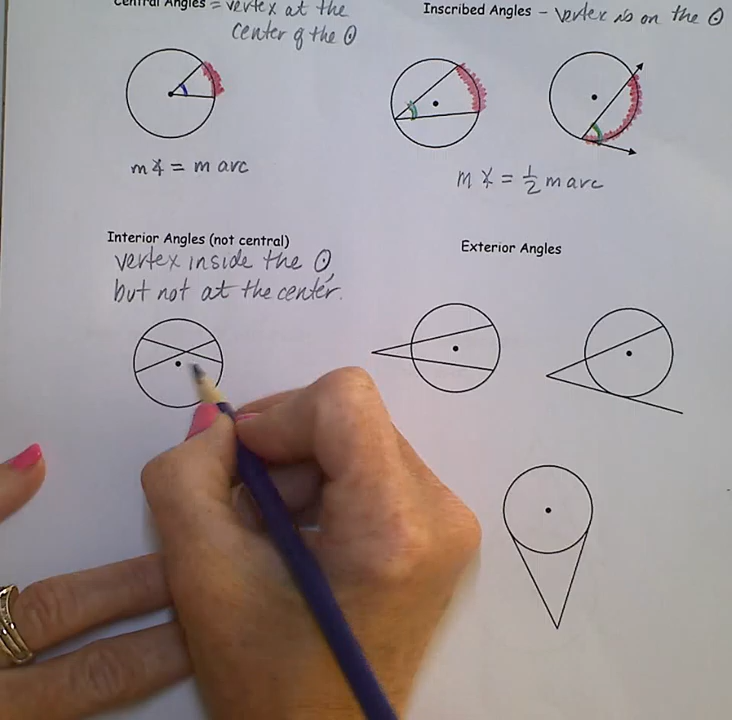 Central Angles = vertex at the
center of the ⊙
Inscribed Angles - vertex is on the ⊙
m∡ = m arc
m∡ = 1/2 m arc
Interior Angles (not central)
vertex inside the ⊙,
but not at the center.
Exterior Angles